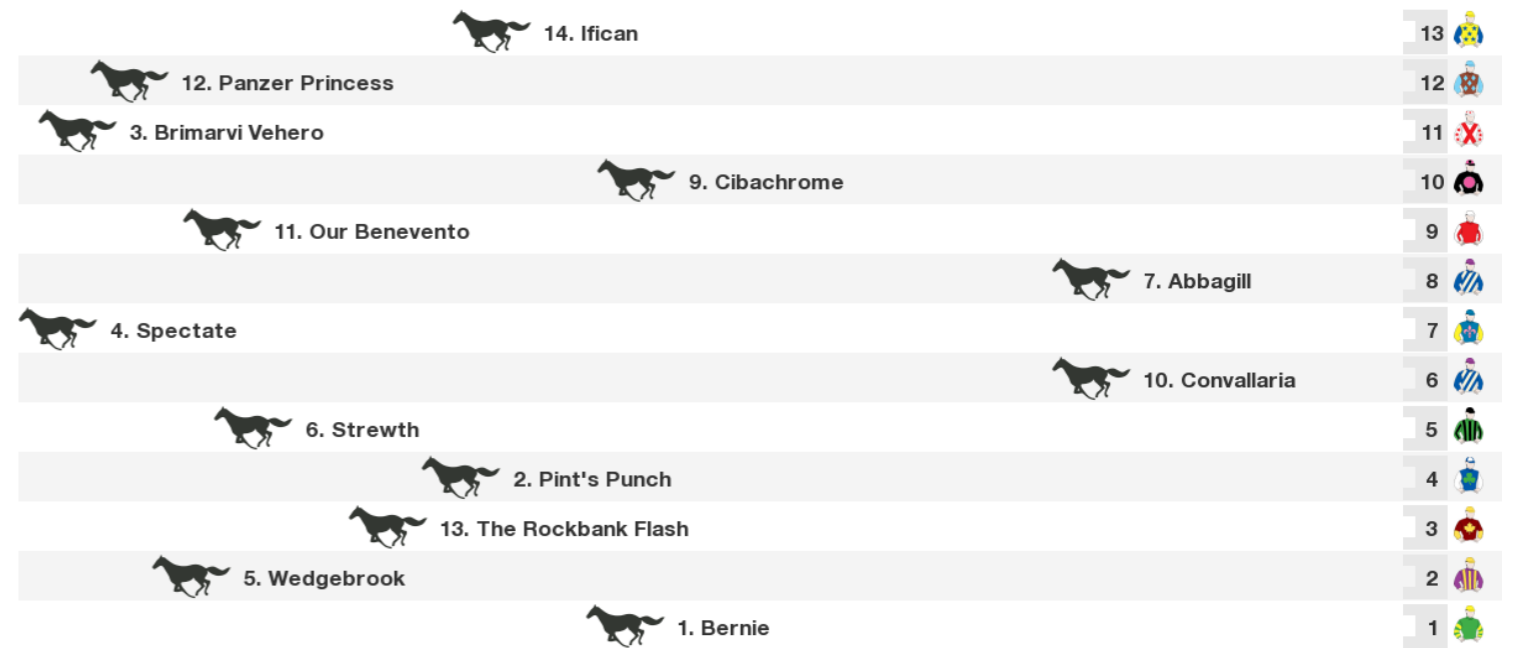 14. Ifican 13
12. Panzer Princess 12
3. Brimarvi Vehero 11
9. Cibachrome 10
11. Our Benevento 9
7. Abbagill 8
4. Spectate 7
10. Convallaria 6
6. Strewth 5
2. Pint's Punch 4
13. The Rockbank Flash 3
5. Wedgebrook 2
1. Bernie 1